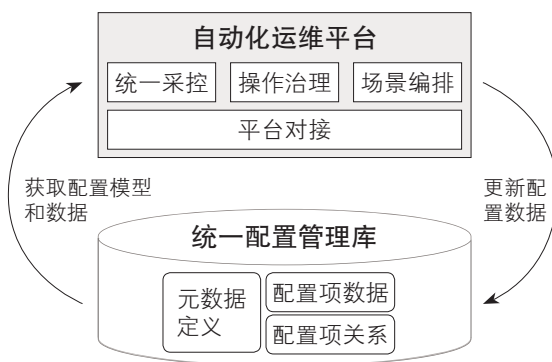 自动化运维平台
统一采控
操作治理
场景编排
平台对接
获取配置模型
和数据
更新配
置数据
统一配置管理库
元数据
定义
配置项数据
配置项关系